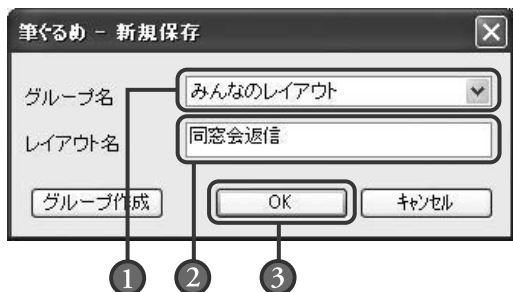 筆ぐるめ - 新規保存
グループ名
みんなのレイアウト
レイアウト名
同窓会返信
グループ作成
OK
キャンセル
1 2 3